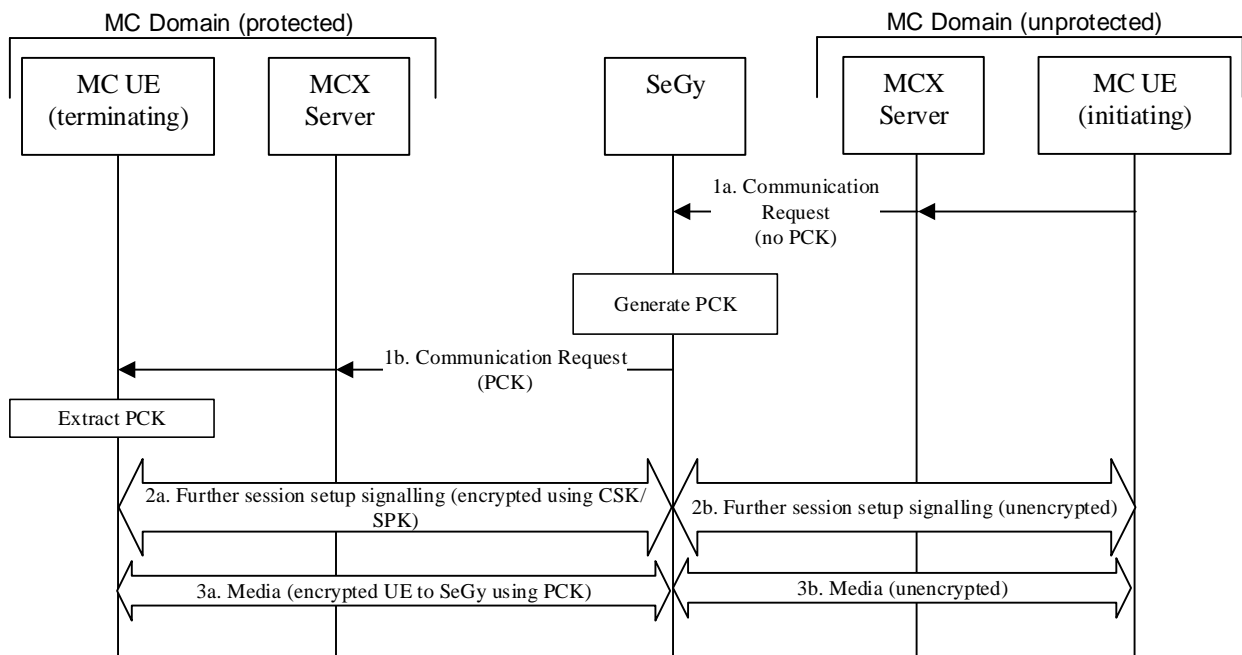 MC Domain (protected)
MC Domain (unprotected)
MC UE
(terminating)
MCX
Server
SeGy
MCX
Server
MC UE
(initiating)
1a. Communication
Request
(no PCK)
Generate PCK
1b. Communication Request
(PCK)
Extract PCK
2a. Further session setup signalling (encrypted using CSK/
SPK)
2b. Further session setup signalling (unencrypted)
3a. Media (encrypted UE to SeGy using PCK)
3b. Media (unencrypted)